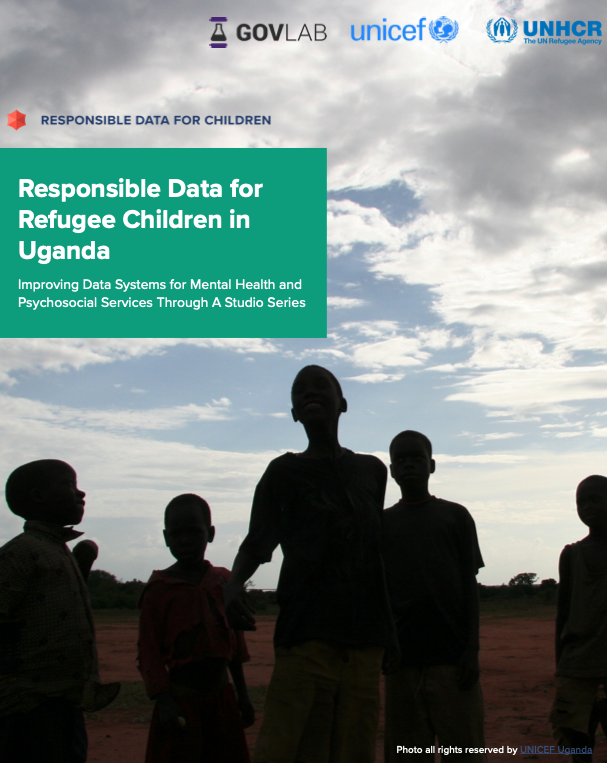 GOVLAB
unicef
UNHCR
The UN Refugee Agency
RESPONSIBLE DATA FOR CHILDREN
Responsible Data for
Refugee Children in
Uganda
Improving Data Systems for Mental Health and
Psychosocial Services Through A Studio Series
Photo all rights reserved by UNICEF Uganda